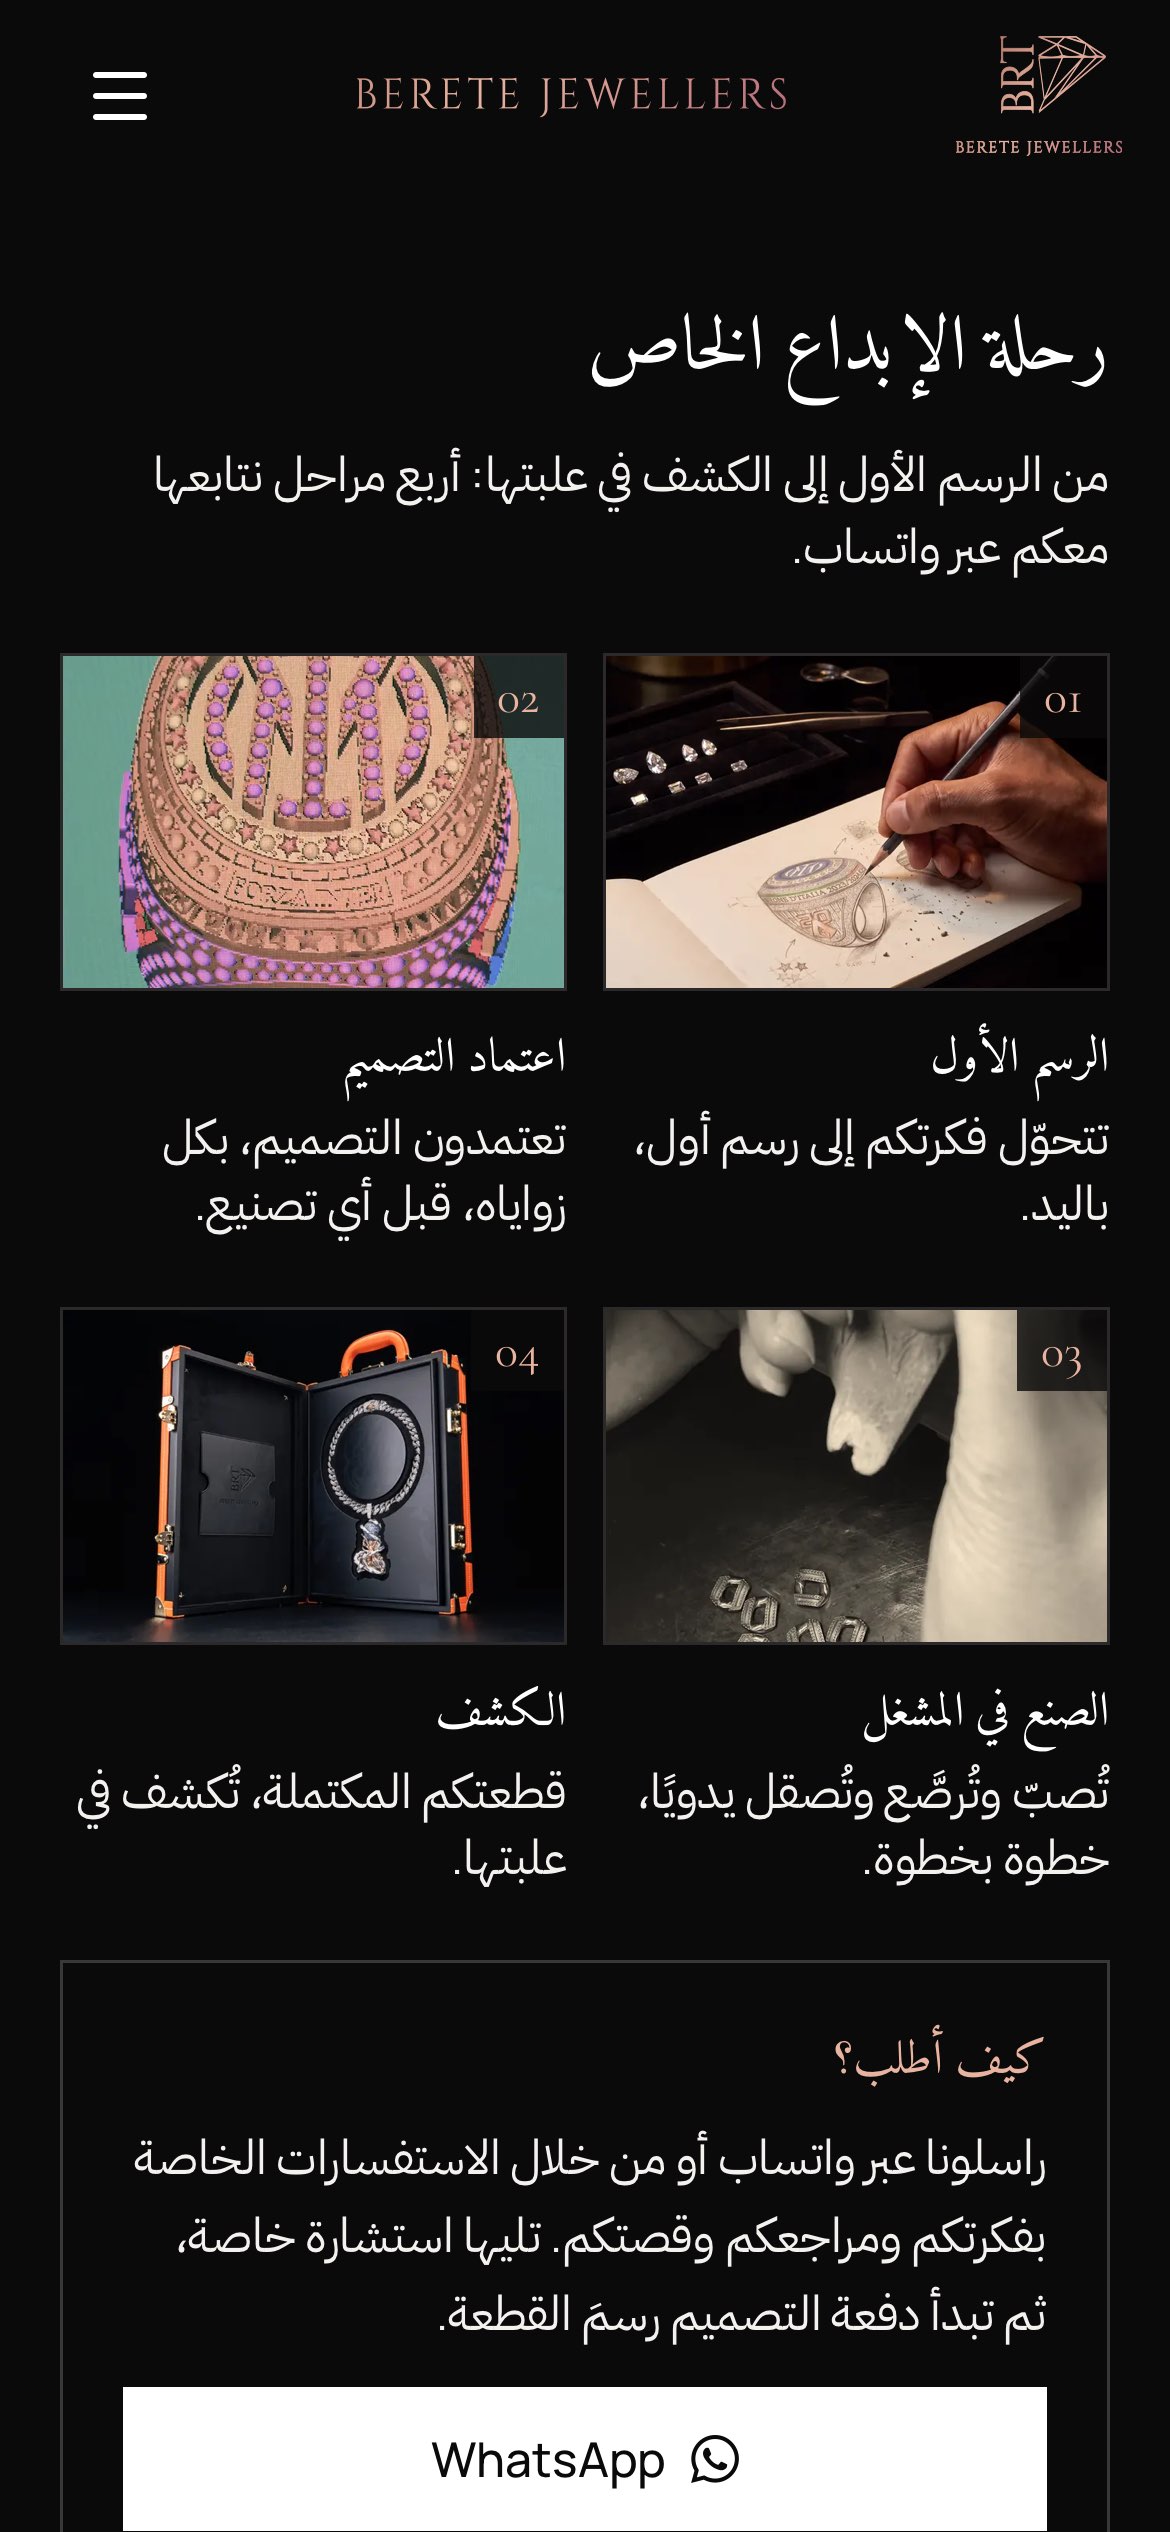 BRT
BERETE JEWELLERS
BERETE JEWELLERS
رحلة الإبداع الخاص
من الرسم الأول إلى الكشف في علبتها: أربع مراحل نتابعها
معكم عبر واتساب.
01
الرسم الأول
تتحوّل فكرتكم إلى رسم أول،
باليد.
02
FORZA INTER
اعتماد التصميم
تعتمدون التصميم، بكل
زواياه، قبل أي تصنيع.
03
الصنع في المشغل
تُصبّ وتُرصَّع وتُصقل يدويًا،
خطوة بخطوة.
04
BRT
الكشف
قطعتكم المكتملة، تُكشف في
علبتها.
كيف أطلب؟
راسلونا عبر واتساب أو من خلال الاستفسارات الخاصة
بفكرتكم ومراجعكم وقصتكم. تليها استشارة خاصة،
ثم تبدأ دفعة التصميم رسمَ القطعة.
WhatsApp